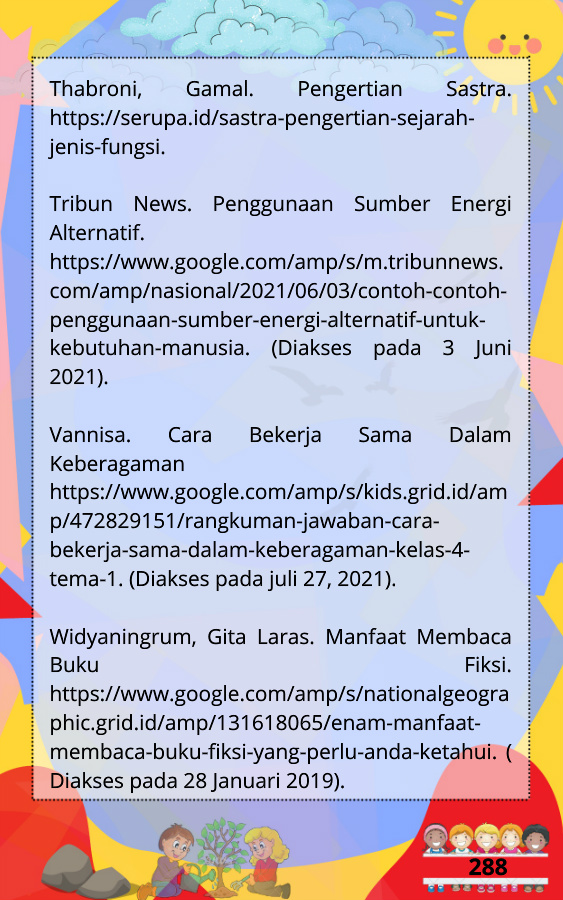 Thabroni, Gamal. Pengertian Sastra.
https://serupa.id/sastra-pengertian-sejarah-
jenis-fungsi.
Tribun News. Penggunaan Sumber Energi
Alternatif.
https://www.google.com/amp/s/m.tribunnews.
com/amp/nasional/2021/06/03/contoh-contoh-
penggunaan-sumber-energi-alternatif-untuk-
kebutuhan-manusia. (Diakses pada 3 Juni
2021).
Vannisa. Cara Bekerja Sama Dalam
Keberagaman
https://www.google.com/amp/s/kids.grid.id/am
p/472829151/rangkuman-jawaban-cara-
bekerja-sama-dalam-keberagaman-kelas-4-
tema-1. (Diakses pada juli 27, 2021).
Widyaningrum, Gita Laras. Manfaat Membaca
Buku Fiksi.
https://www.google.com/amp/s/nationalgeogra
phic.grid.id/amp/131618065/enam-manfaat-
membaca-buku-fiksi-yang-perlu-anda-ketahui. (
Diakses pada 28 Januari 2019).
288